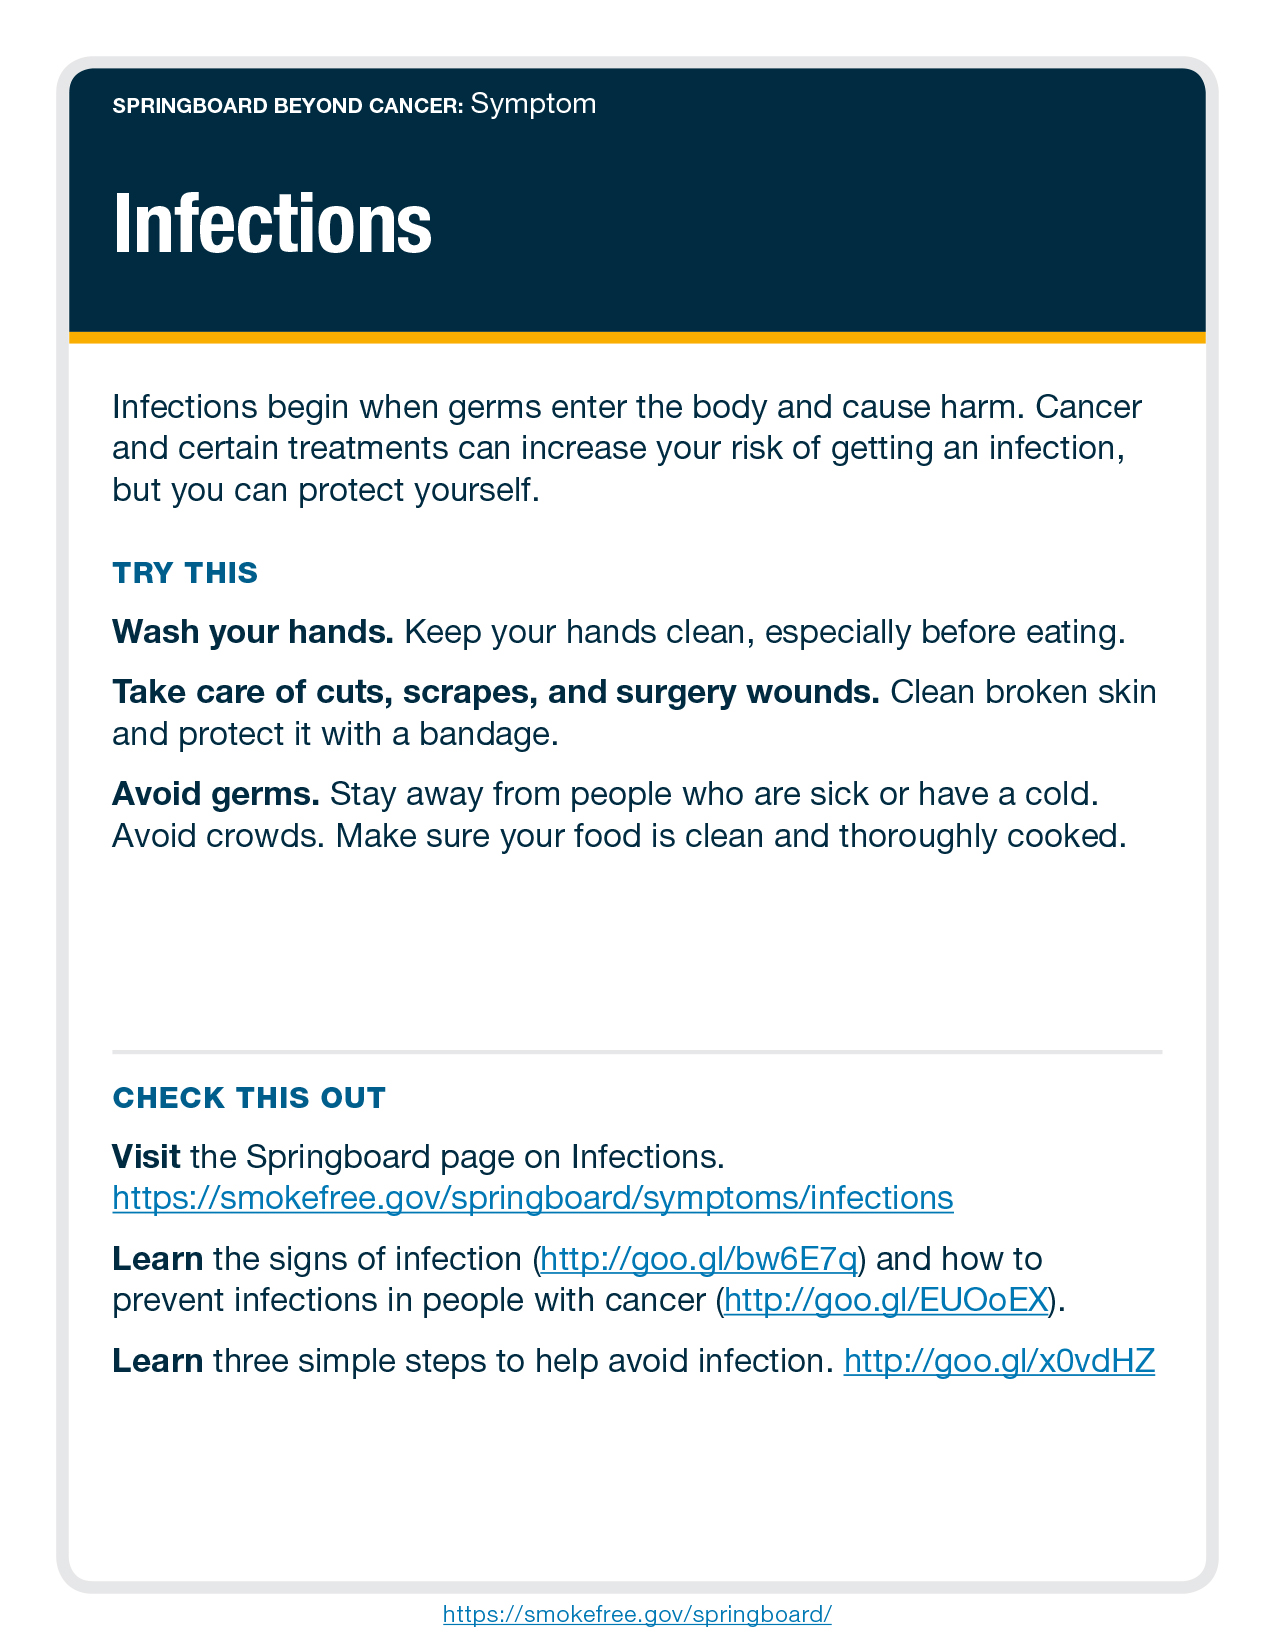 SPRINGBOARD BEYOND CANCER: Symptom
Infections
Infections begin when germs enter the body and cause harm. Cancer
and certain treatments can increase your risk of getting an infection,
but you can protect yourself.
TRY THIS
Wash your hands. Keep your hands clean, especially before eating.
Take care of cuts, scrapes, and surgery wounds. Clean broken skin
and protect it with a bandage.
Avoid germs. Stay away from people who are sick or have a cold.
Avoid crowds. Make sure your food is clean and thoroughly cooked.
CHECK THIS OUT
Visit the Springboard page on Infections.
https://smokefree.gov/springboard/symptoms/infections
Learn the signs of infection (http://goo.gl/bw6E7q) and how to
prevent infections in people with cancer (http://goo.gl/EUOoEX).
Learn three simple steps to help avoid infection. http://goo.gl/x0vdHZ
https://smokefree.gov/springboard/